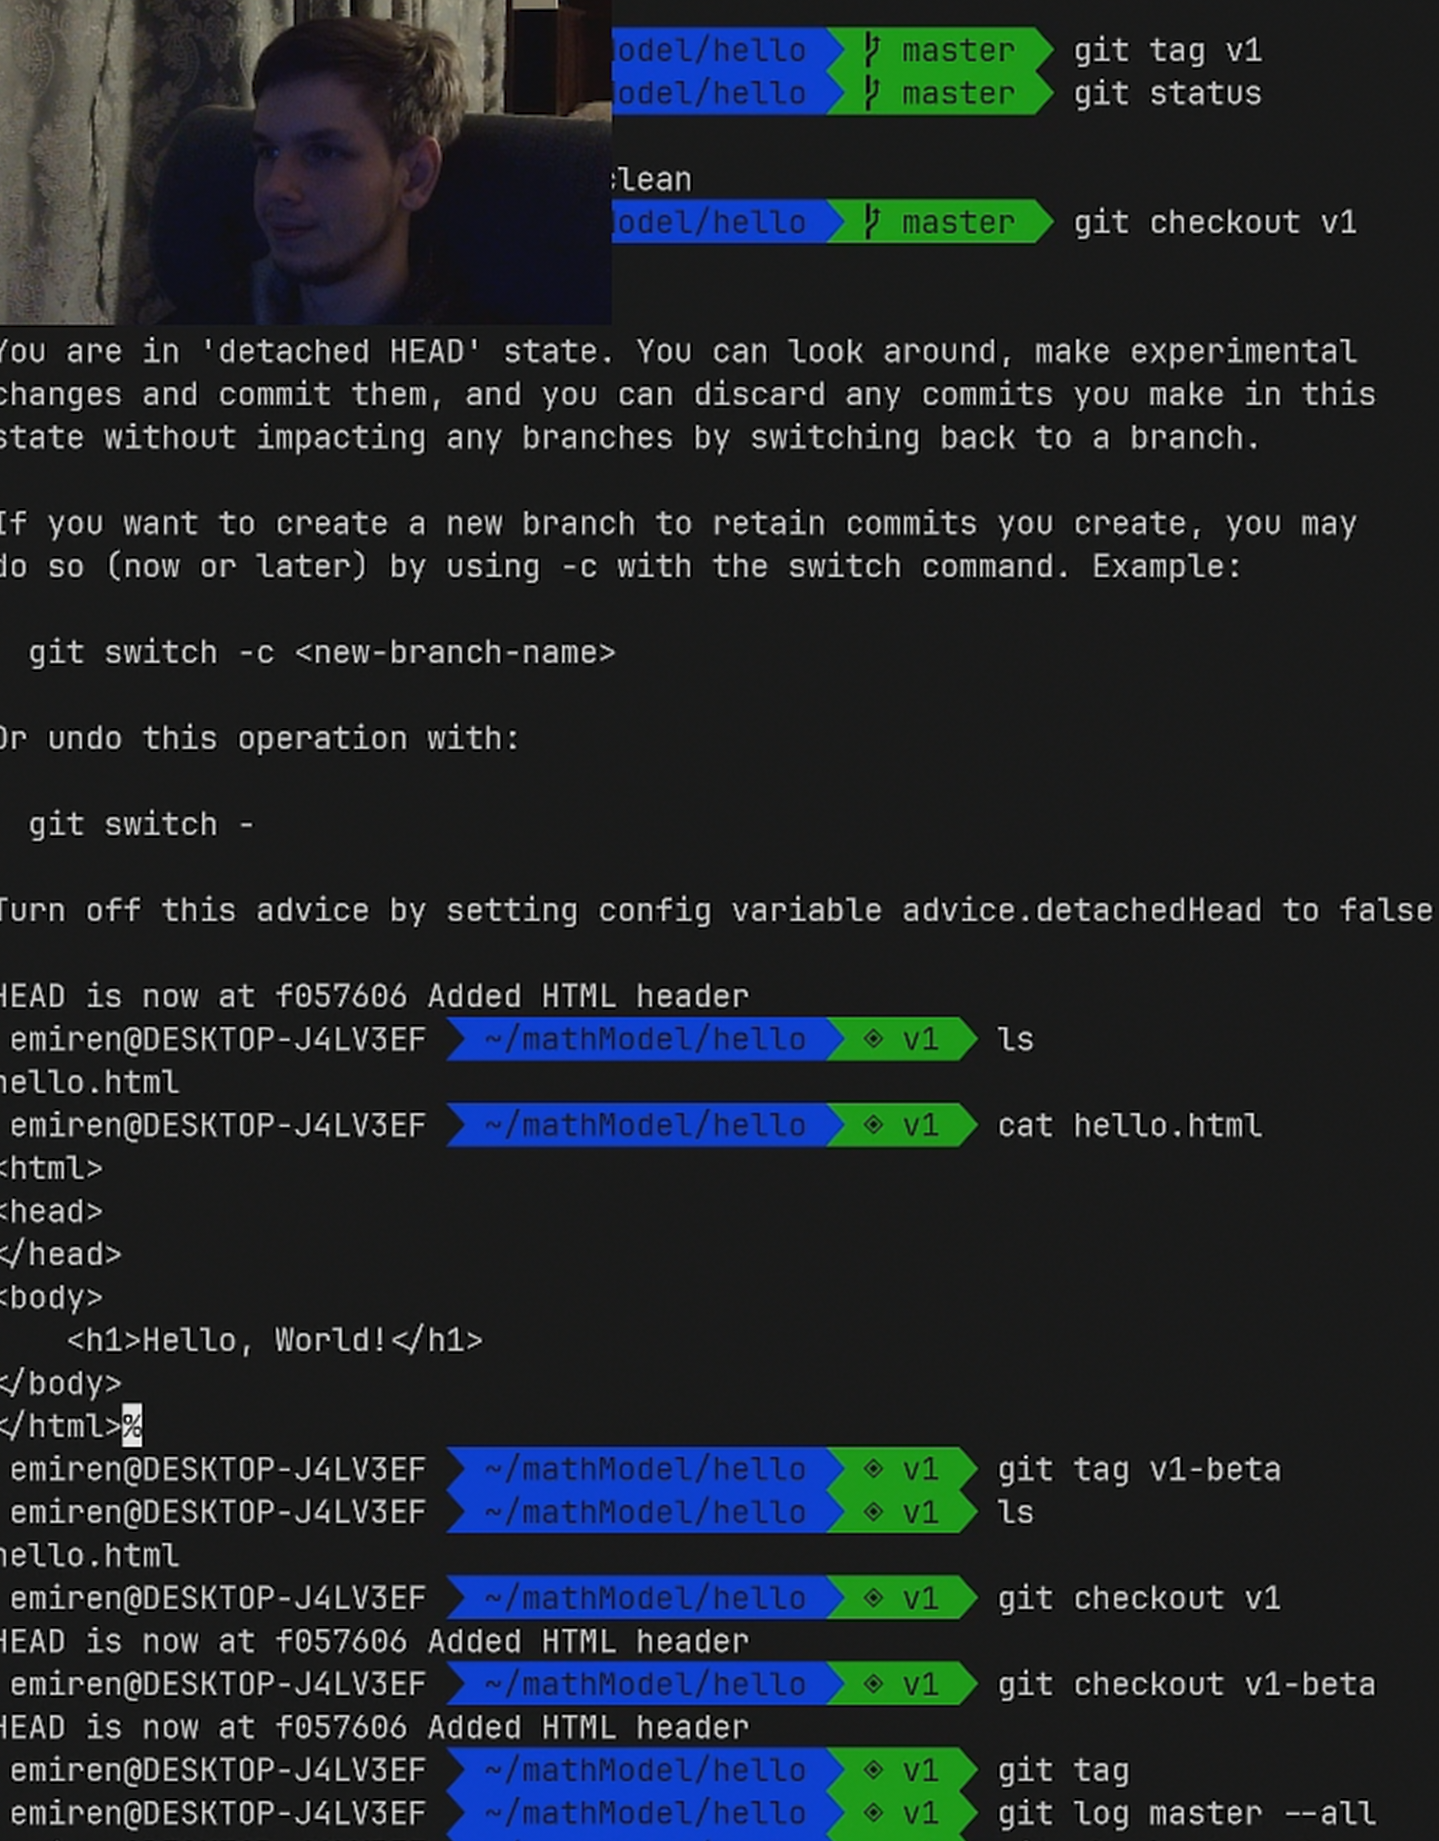 odel/hello master git tag v1
odel/hello master git status
clean
odel/hello master git checkout v1
You are in 'detached HEAD' state. You can look around, make experimental
changes and commit them, and you can discard any commits you make in this
state without impacting any branches by switching back to a branch.
If you want to create a new branch to retain commits you create, you may
do so (now or later) by using -c with the switch command. Example:
git switch -c <new-branch-name>
Or undo this operation with:
git switch -
Turn off this advice by setting config variable advice.detachedHead to false
HEAD is now at f057606 Added HTML header
emiren@DESKTOP-J4LV3EF ~/mathModel/hello v1 ls
hello.html
emiren@DESKTOP-J4LV3EF ~/mathModel/hello v1 cat hello.html
<html>
<head>
</head>
<body>
<h1>Hello, World!</h1>
</body>
</html>%
emiren@DESKTOP-J4LV3EF ~/mathModel/hello v1 git tag v1-beta
emiren@DESKTOP-J4LV3EF ~/mathModel/hello v1 ls
hello.html
emiren@DESKTOP-J4LV3EF ~/mathModel/hello v1 git checkout v1
HEAD is now at f057606 Added HTML header
emiren@DESKTOP-J4LV3EF ~/mathModel/hello v1 git checkout v1-beta
HEAD is now at f057606 Added HTML header
emiren@DESKTOP-J4LV3EF ~/mathModel/hello v1 git tag
emiren@DESKTOP-J4LV3EF ~/mathModel/hello v1 git log master --all